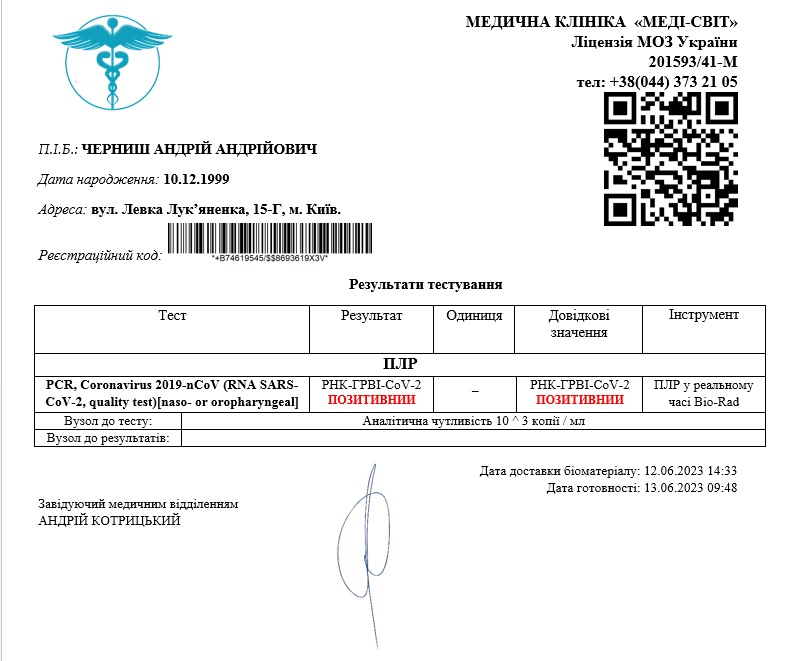 МЕДИЧНА КЛІНІКА «МЕДІ-СВІТ»
Ліцензія МОЗ України
201593/41-М
тел: +38(044) 373 21 05
П.І.Б.: ЧЕРНИШ АНДРІЙ АНДРІЙОВИЧ
Дата народження: 10.12.1999
Адреса: вул. Левка Лук’яненка, 15-Г, м. Київ.
Реєстраційний код:
*+B74619545/$$8693619X3V*
Результати тестування
Тест Результат Одиниця Довідкові значення Інструмент
ПЛР
PCR, Coronavirus 2019-nCoV (RNA SARS-
CoV-2, quality test)[naso- or oropharyngeal]
РНК-ГРВІ-CoV-2
ПОЗИТИВНИИ
–
РНК-ГРВІ-CoV-2
ПОЗИТИВНИИ
ПЛР у реальному
часі Bio-Rad
Вузол до тесту: Аналітична чутливість 10 ^ 3 копії / мл
Вузол до результатів:
Дата доставки біоматеріалу: 12.06.2023 14:33
Дата готовності: 13.06.2023 09:48
Завідуючий медичним відділенням
АНДРІЙ КОТРИЦЬКИЙ